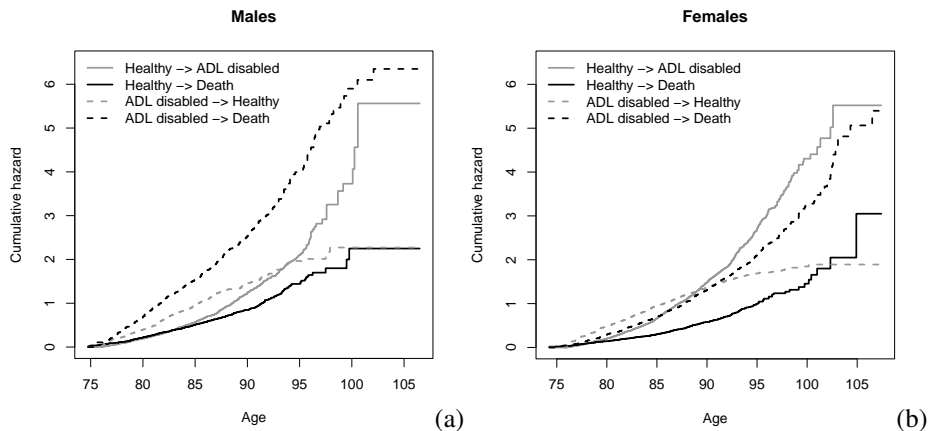 Males
Healthy −> ADL disabled
Healthy −> Death
ADL disabled −> Healthy
ADL disabled −> Death
Cumulative hazard
0
1
2
3
4
5
6
75 80 85 90 95 100 105
Age
(a)
Females
Healthy −> ADL disabled
Healthy −> Death
ADL disabled −> Healthy
ADL disabled −> Death
Cumulative hazard
0
1
2
3
4
5
6
75 80 85 90 95 100 105
Age
(b)